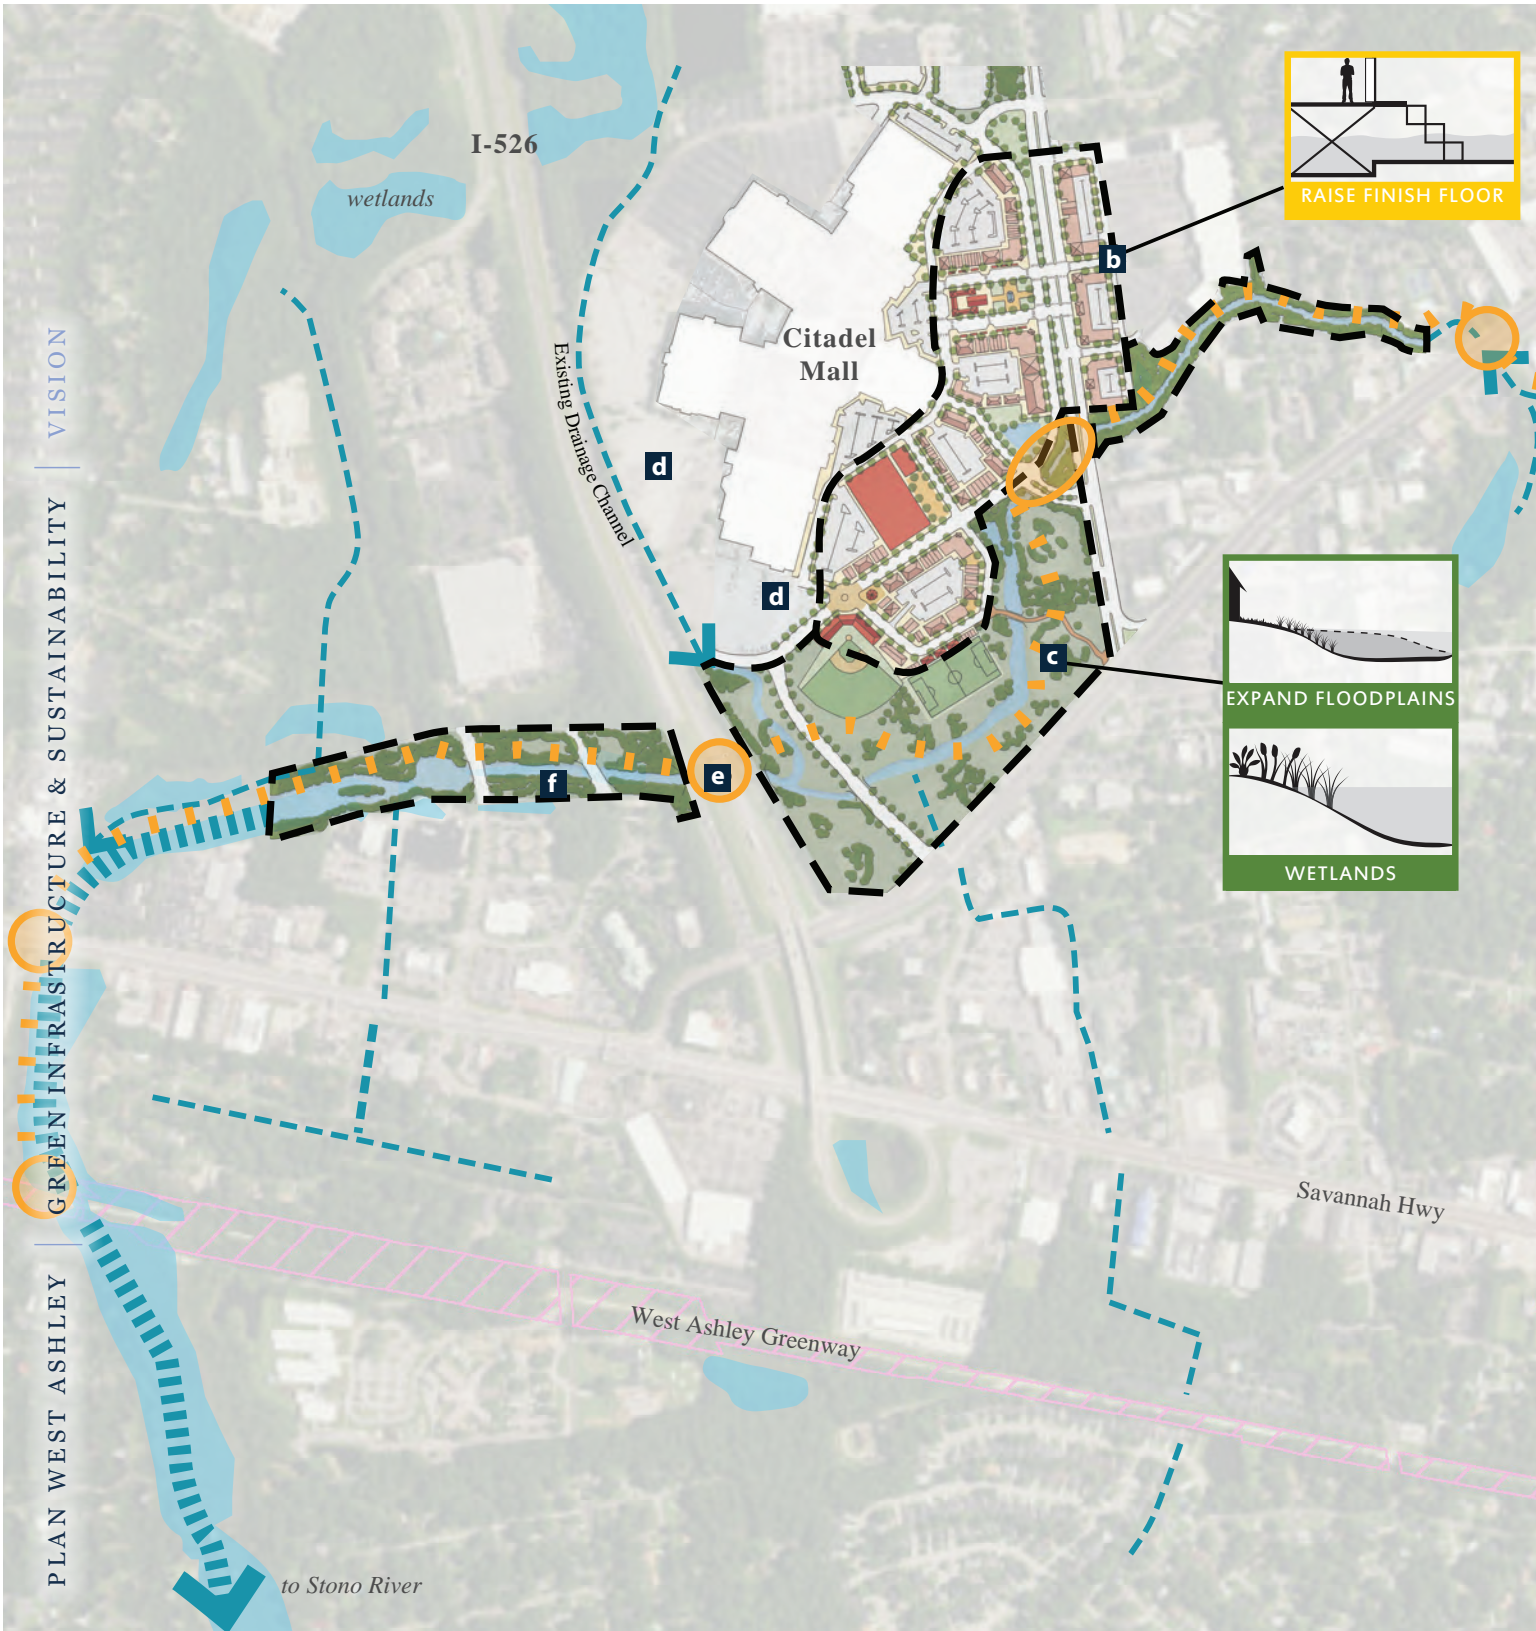 I-526
wetlands
RAISE FINISH FLOOR
b
Citadel
Mall
Existing Drainage Channel
d
d
c
EXPAND FLOODPLAINS
WETLANDS
e
f
Savannah Hwy
West Ashley Greenway
to Stono River
PLAN WEST ASHLEY | GREEN INFRASTRUCTURE & SUSTAINABILITY | VISION